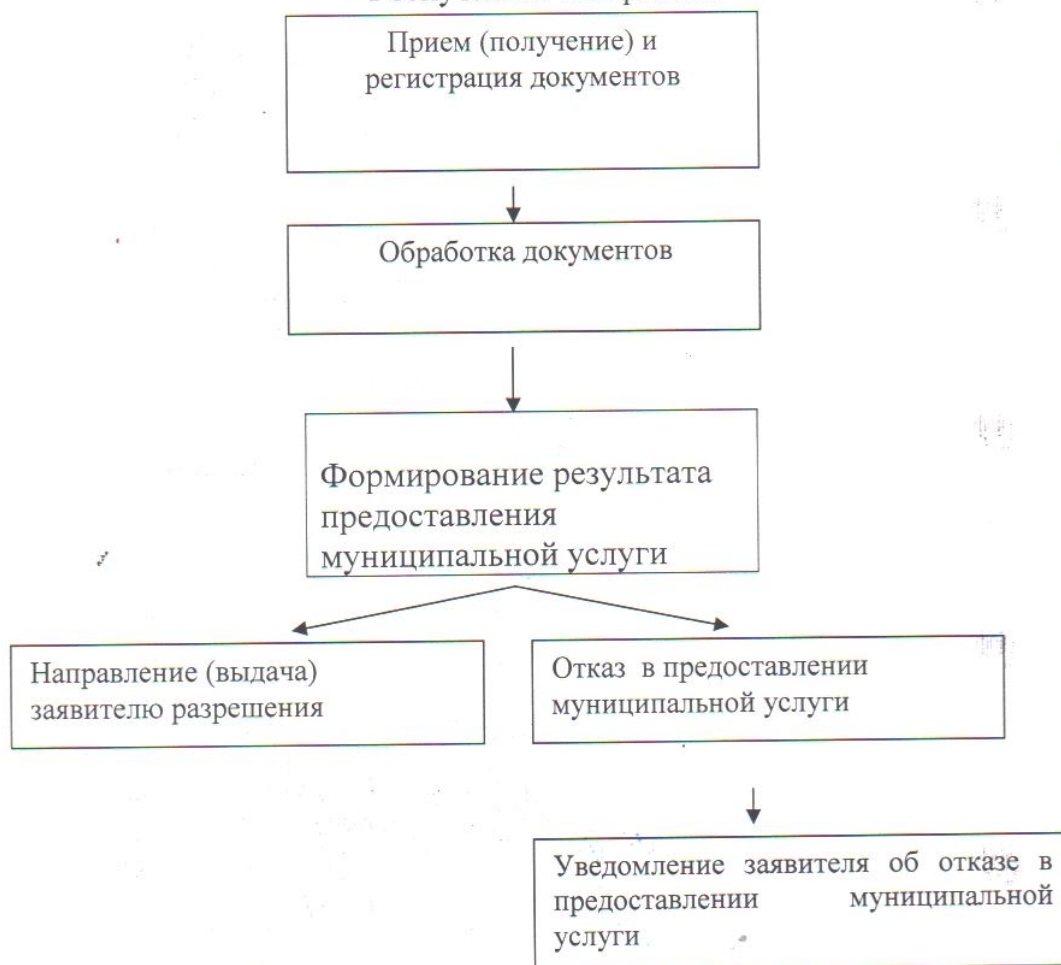 Прием (получение) и
регистрация документов
Обработка документов
Формирование результата
предоставления
муниципальной услуги
Направление (выдача)
заявителю разрешения
Отказ в предоставлении
муниципальной услуги
Уведомление заявителя об отказе в
предоставлении муниципальной
услуги